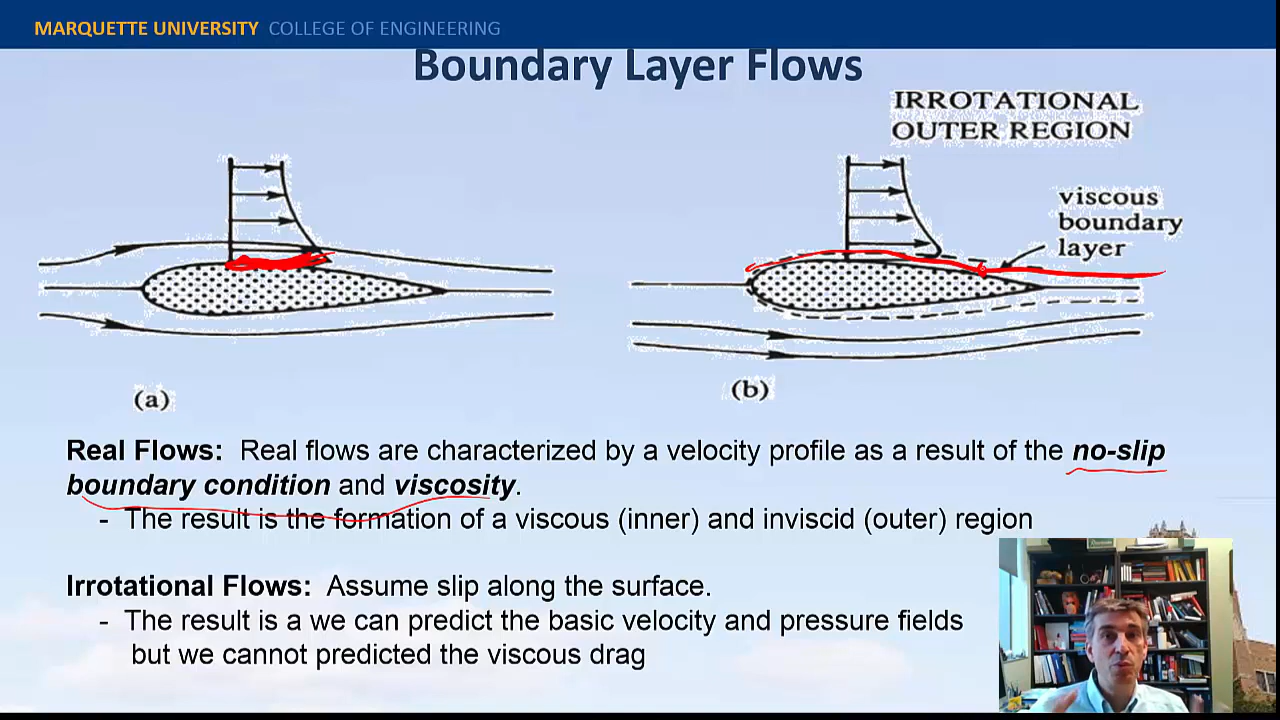 MARQUETTE UNIVERSITY COLLEGE OF ENGINEERING
Boundary Layer Flows
IRROTATIONAL
OUTER REGION
viscous
boundary
layer
(a)
(b)
Real Flows: Real flows are characterized by a velocity profile as a result of the no-slip
boundary condition and viscosity.
- The result is the formation of a viscous (inner) and inviscid (outer) region
Irrotational Flows: Assume slip along the surface.
- The result is a we can predict the basic velocity and pressure fields
but we cannot predicted the viscous drag